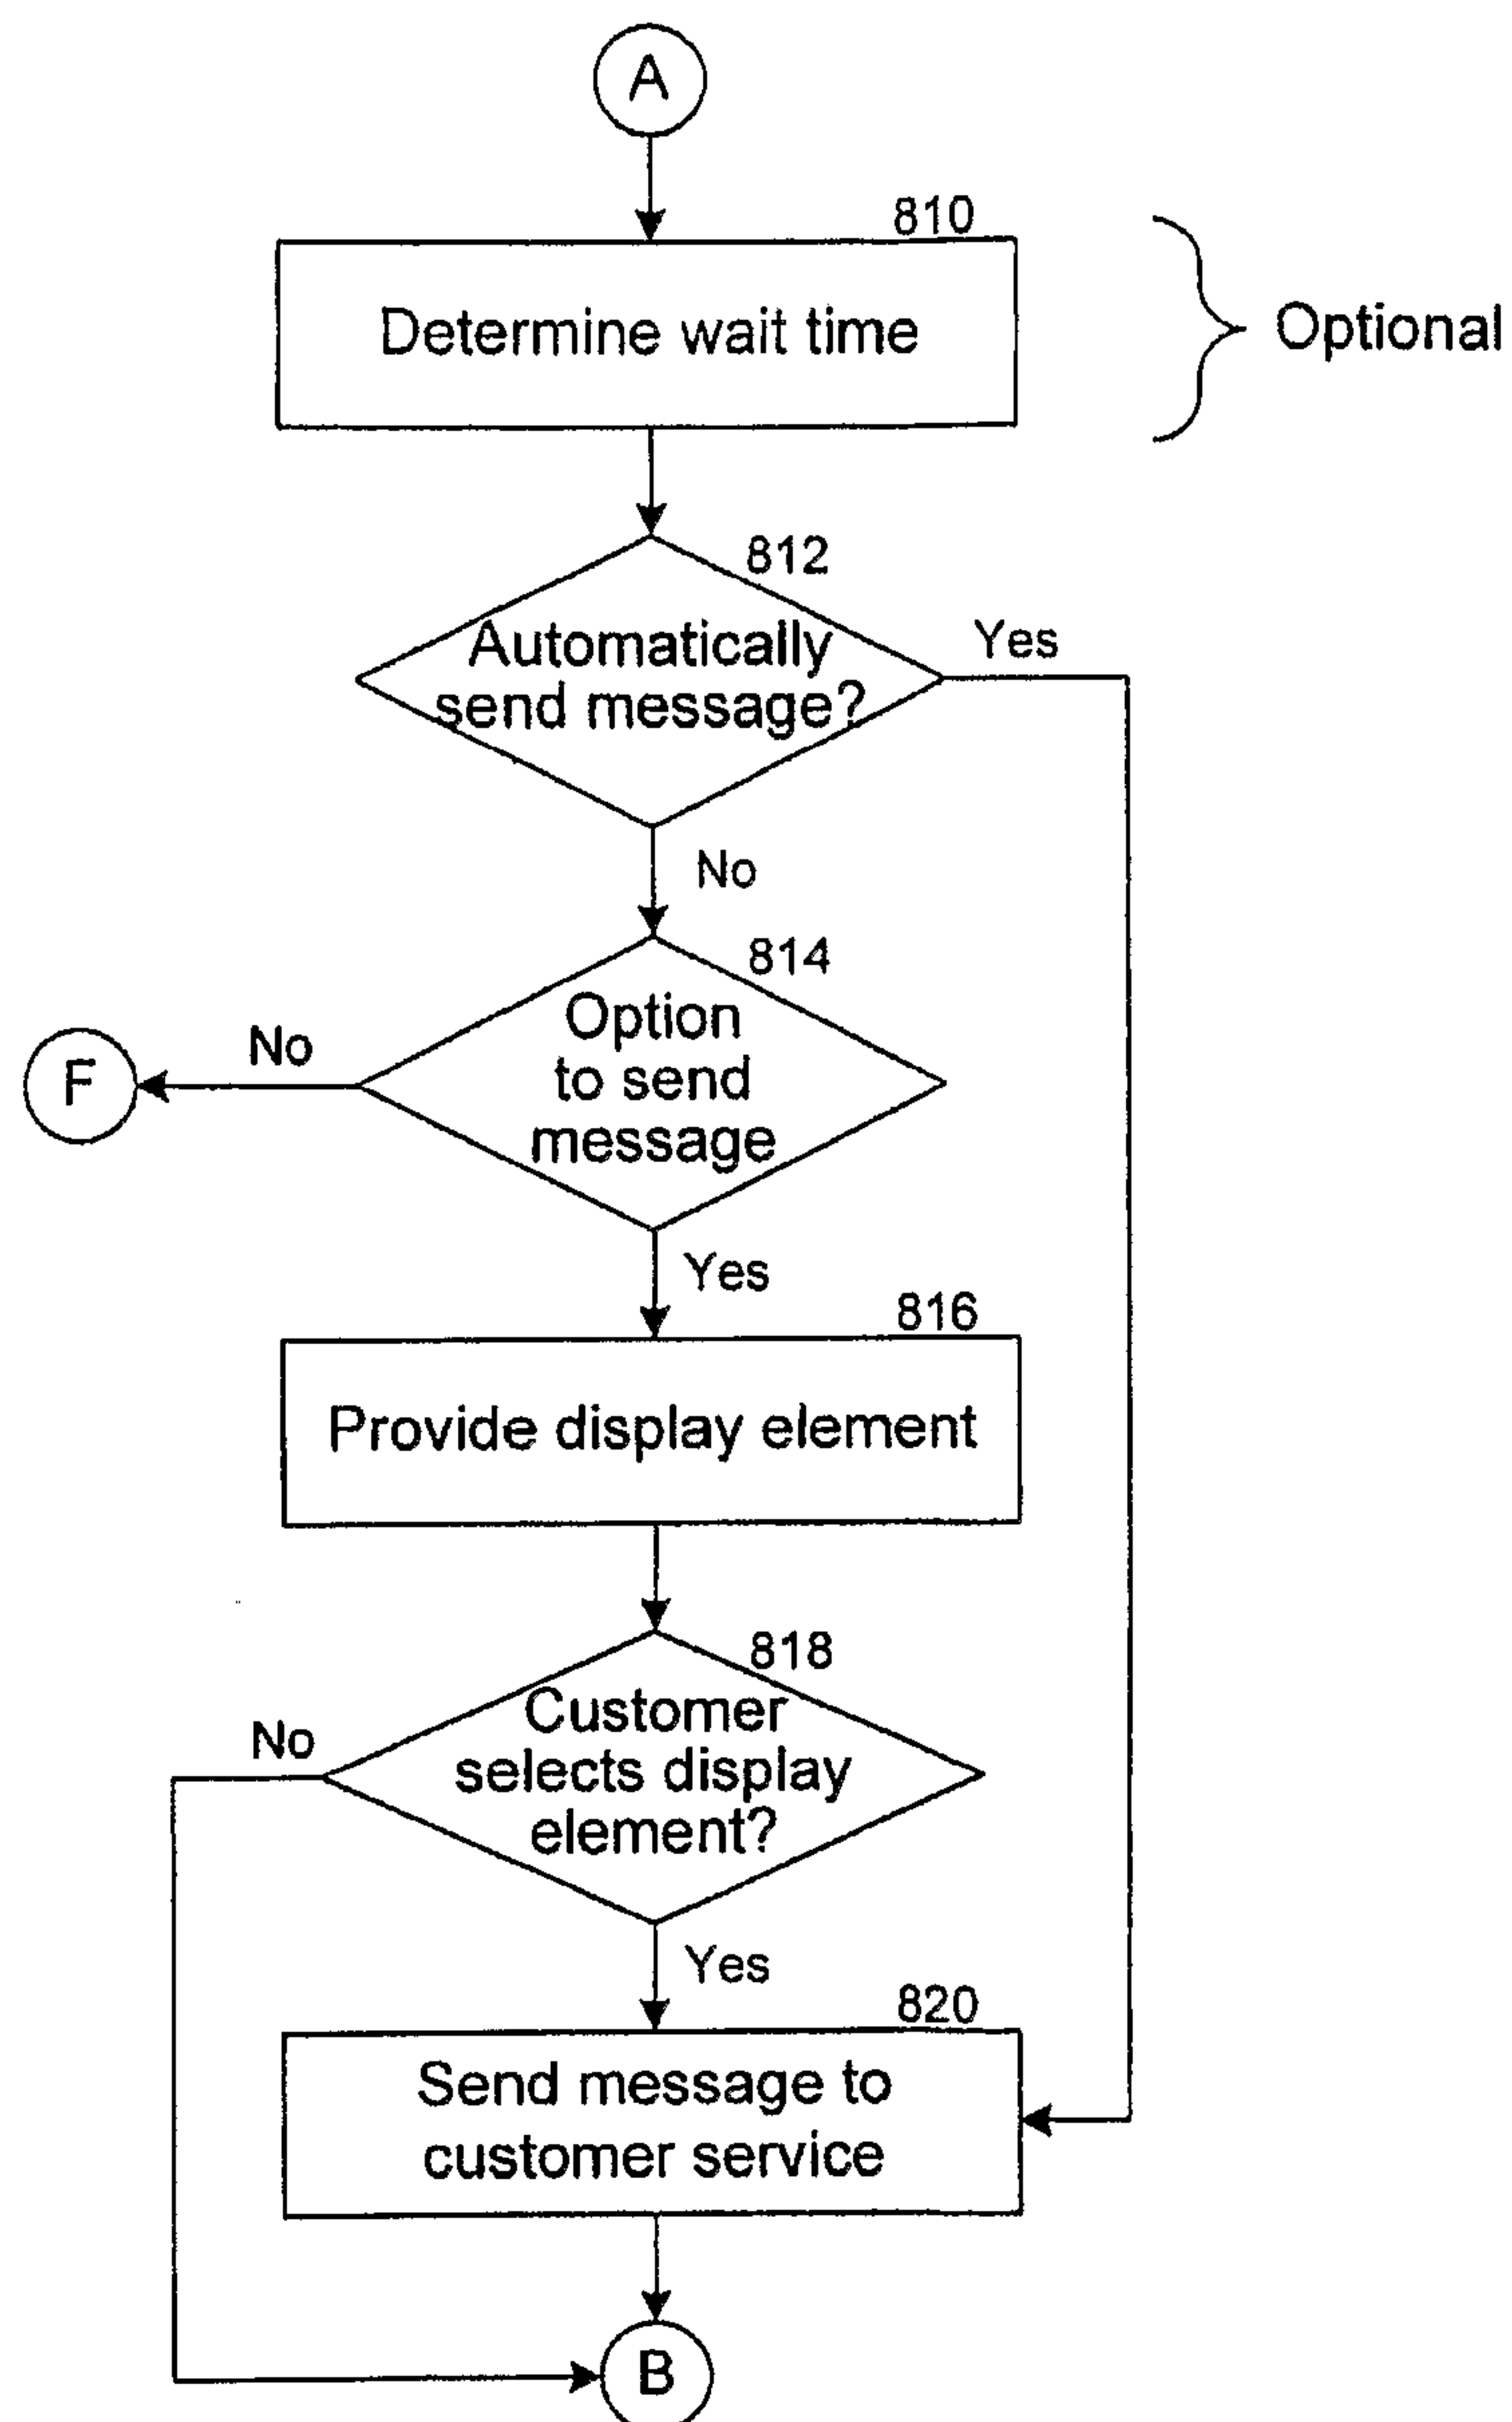 A
810
Determine wait time
Optional
812
Automatically
send message?
Yes
No
814
Option
to send
message
No
F
Yes
816
Provide display element
818
Customer
selects display
element?
No
Yes
820
Send message to
customer service
B